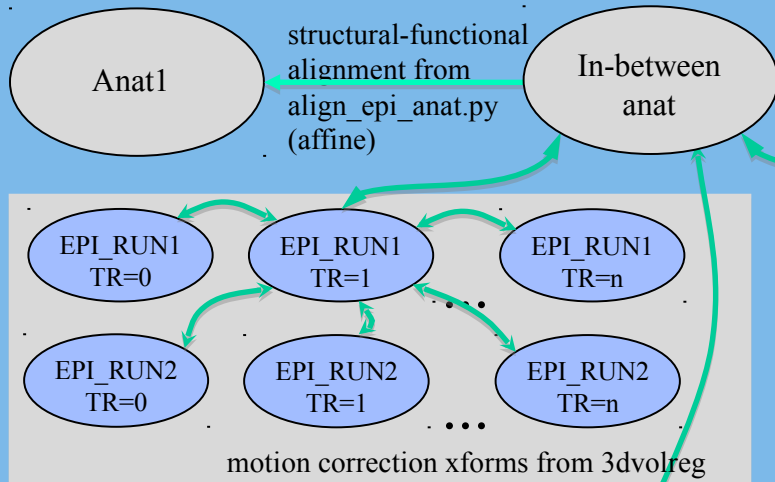 Anat1
structural-functional
alignment from
align_epi_anat.py
(affine)
In-between
anat
EPI_RUN1
TR=0
EPI_RUN1
TR=1
EPI_RUN1
TR=n
...
EPI_RUN2
TR=0
EPI_RUN2
TR=1
EPI_RUN2
TR=n
...
motion correction xforms from 3dvolreg